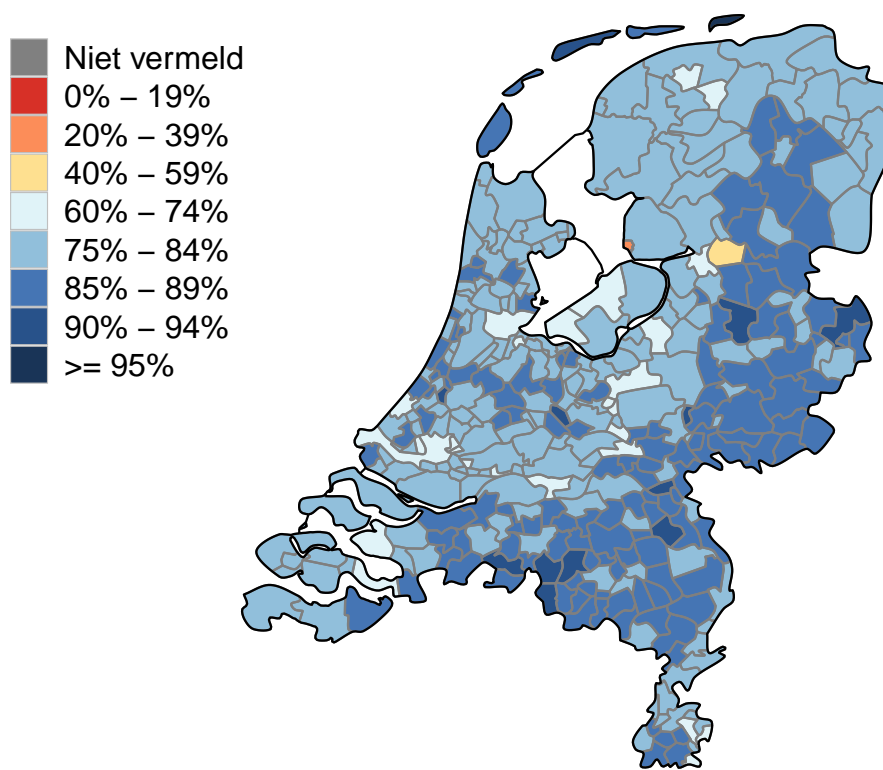 Niet vermeld
0% – 19%
20% – 39%
40% – 59%
60% – 74%
75% – 84%
85% – 89%
90% – 94%
>= 95%